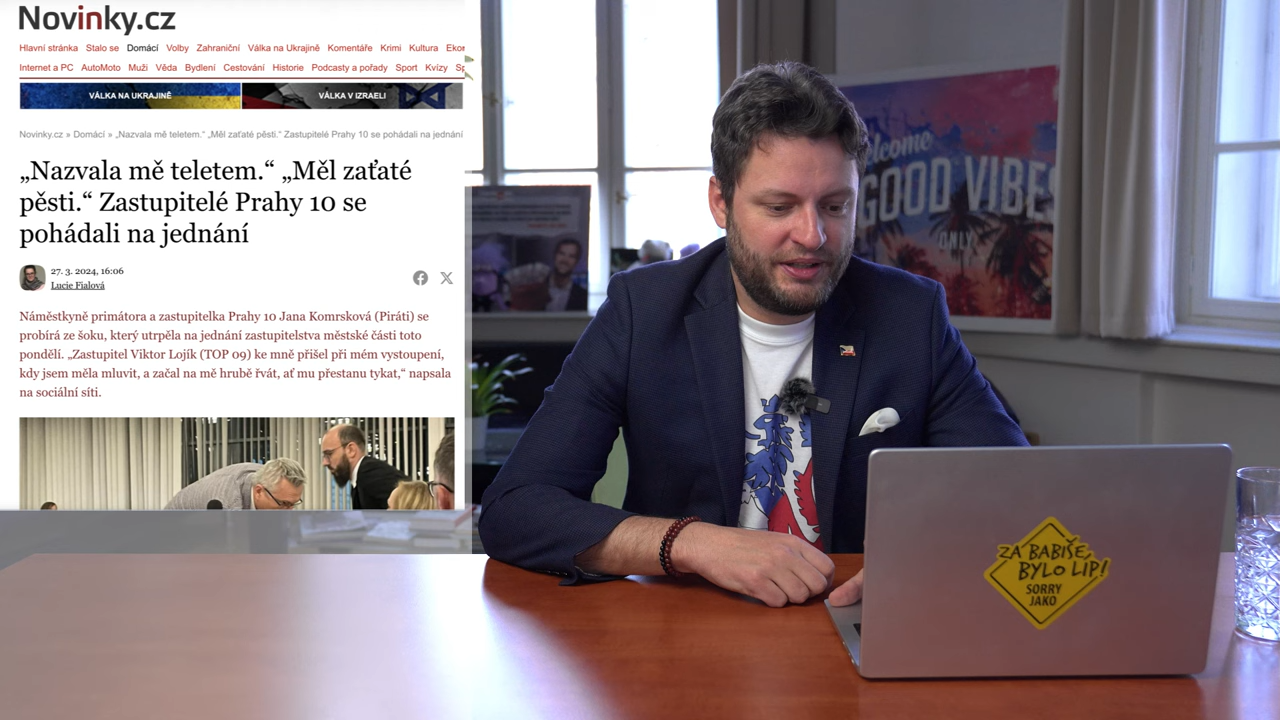 Novinky.cz
Hlavní stránka Stalo se Domácí Volby Zahraniční Válka na Ukrajině Komentáře Krimi Kultura Ekon
Internet a PC AutoMoto Muži Věda Bydlení Cestování Historie Podcasty a pořady Sport Kvízy
VÁLKA NA UKRAJINĚ VÁLKA V IZRAELI
Novinky.cz » Domácí » „Nazvala mě teletem.“ „Měl zaťaté pěsti.“ Zastupitelé Prahy 10 se pohádali na jednání
„Nazvala mě teletem.“ „Měl zaťaté
pěsti.“ Zastupitelé Prahy 10 se
pohádali na jednání
27. 3. 2024, 16:06
Lucie Fialová
Náměstkyně primátora a zastupitelka Prahy 10 Jana Komrsková (Piráti) se
probírá ze šoku, který utrpěla na jednání zastupitelstva městské části toto
pondělí. „Zastupitel Viktor Lojík (TOP 09) ke mně přišel při mém vystoupení,
kdy jsem měla mluvit, a začal na mě hrubě řvát, ať mu přestanu tykat,“ napsala
na sociální síti.
Welcome
GOOD VIBES
ONLY
ZA BABIŠE,
BYLO LIP!
SORRY
JAKO